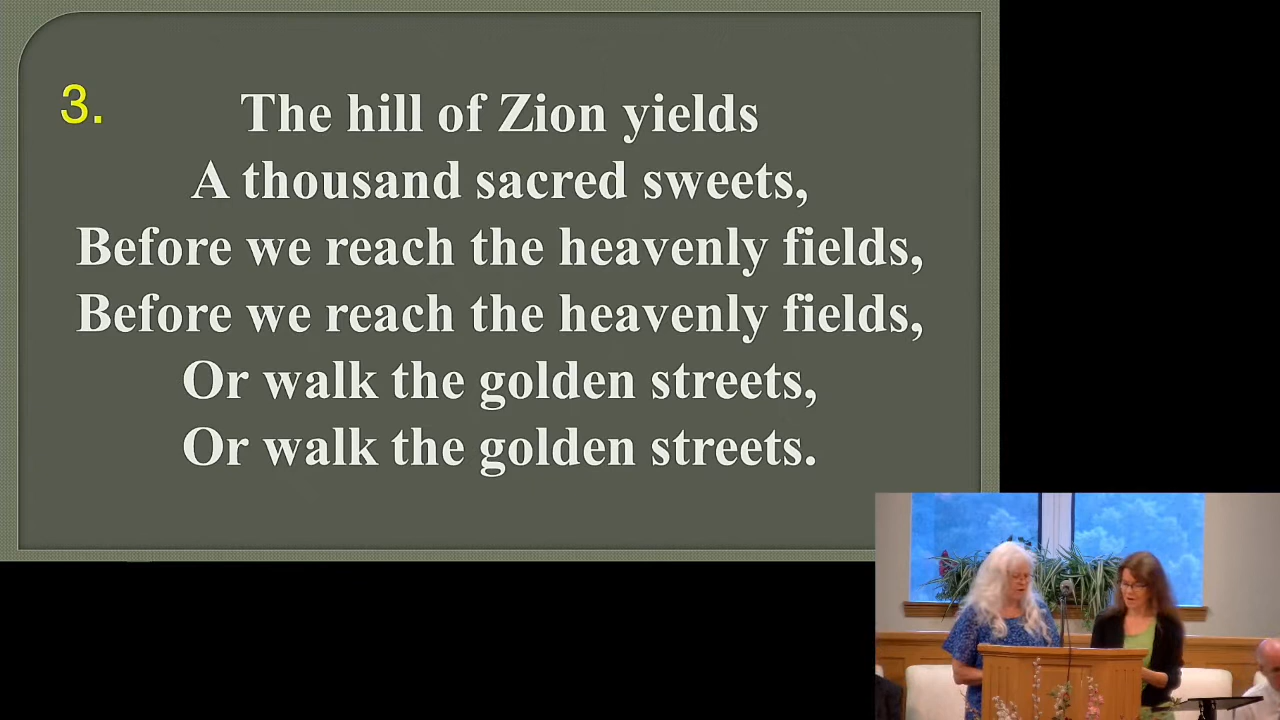 3.
The hill of Zion yields
A thousand sacred sweets,
Before we reach the heavenly fields,
Before we reach the heavenly fields,
Or walk the golden streets,
Or walk the golden streets.